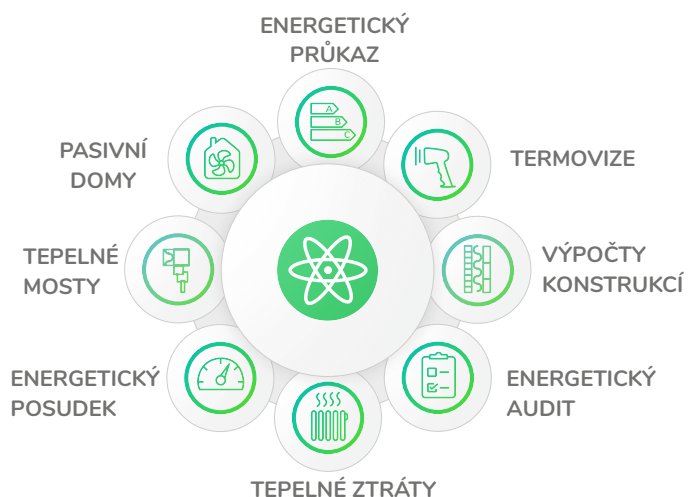 ENERGETICKÝ
PRŮKAZ
A
B
C
PASIVNÍ
DOMY
TERMOVIZE
TEPELNÉ
MOSTY
VÝPOČTY
KONSTRUKCÍ
ENERGETICKÝ
POSUDEK
ENERGETICKÝ
AUDIT
TEPELNÉ ZTRÁTY